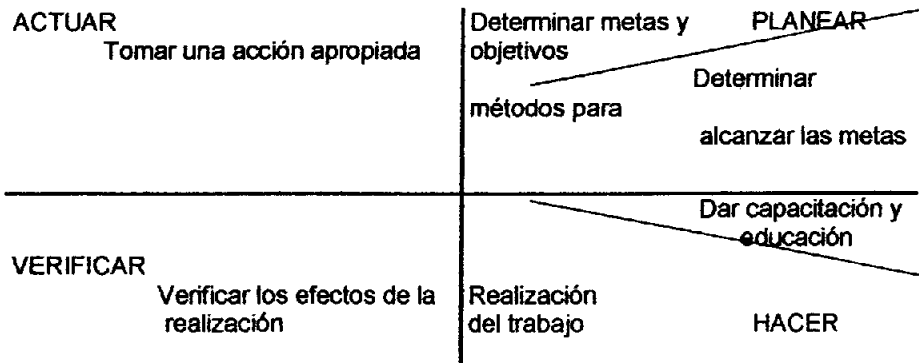 ACTUAR
Tomar una acción apropiada
Determinar metas y
objetivos
PLANEAR
Determinar
métodos para
alcanzar las metas
Dar capacitación y
educación
VERIFICAR
Verificar los efectos de la
realización
Realización
del trabajo
HACER